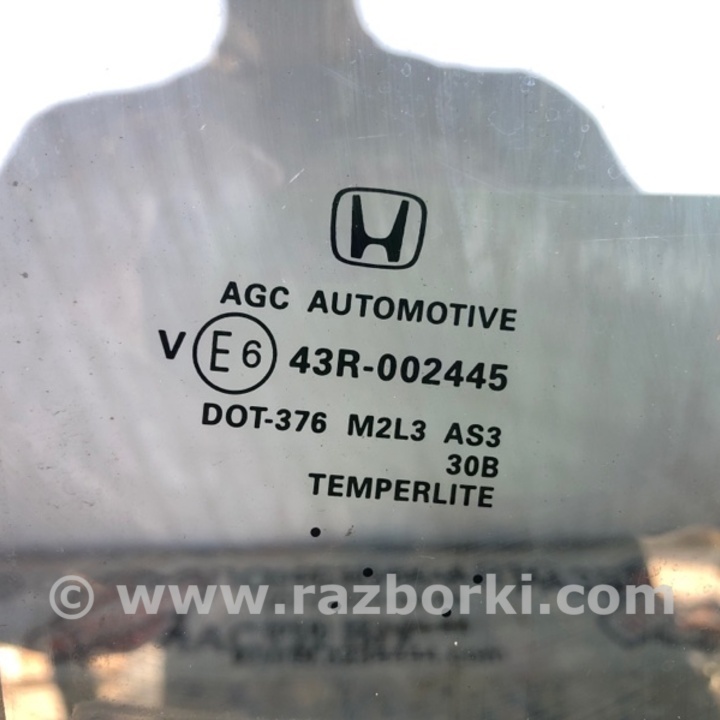 AGC AUTOMOTIVE
V E6 43R-002445
DOT-376 M2L3 AS3
30B
TEMPERLITE
© www.razborki.com